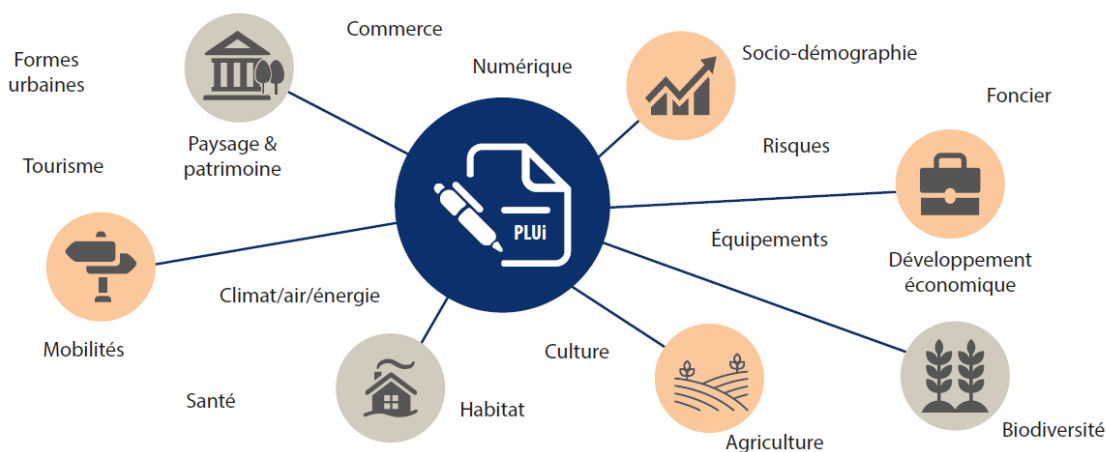 Commerce
Formes
urbaines
Numérique
Socio-démographie
Foncier
Paysage &
patrimoine
Tourisme
Risques
PLUi
Équipements
Développement
économique
Climat/air/énergie
Mobilités
Culture
Santé
Habitat
Agriculture
Biodiversité